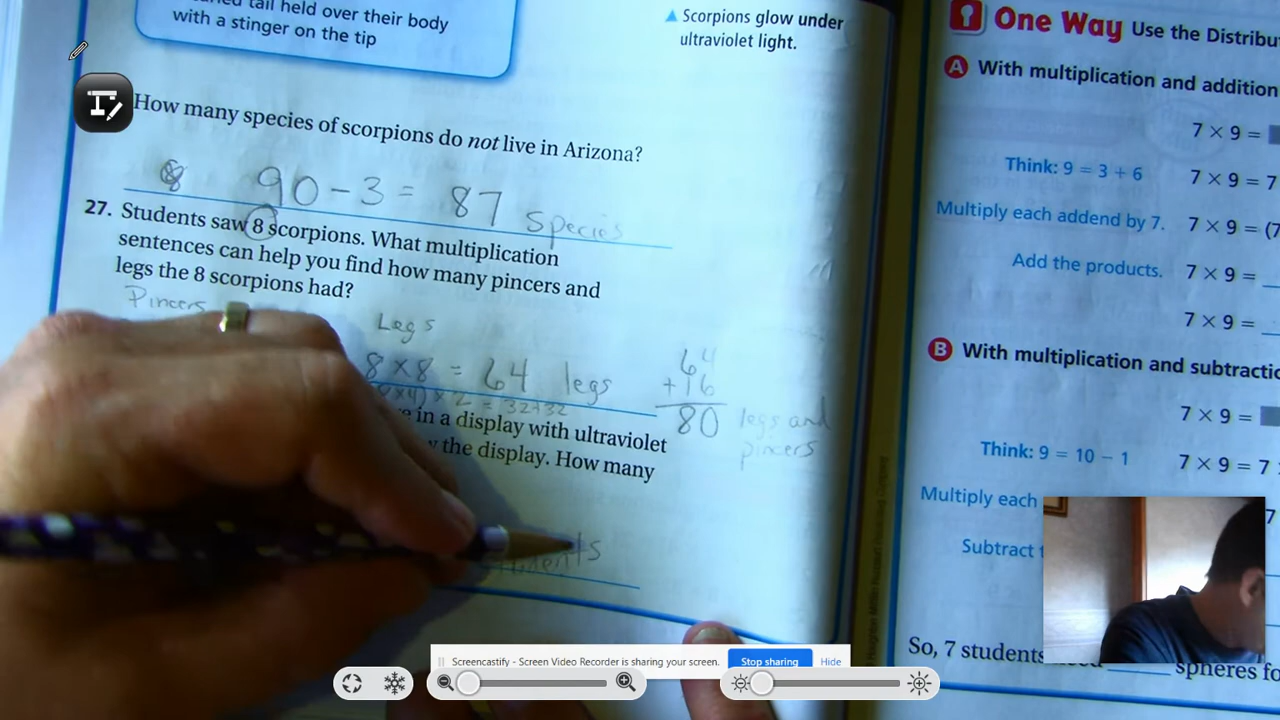 tail held over their body
with a stinger on the tip
▲ Scorpions glow under
ultraviolet light.
How many species of scorpions do not live in Arizona?
90 - 3 = 87 species
27. Students saw 8 scorpions. What multiplication
sentences can help you find how many pincers and
legs the 8 scorpions had?
Pincers
Legs
8 × 8 = 64 legs
= 32+32
64
+16
80 legs and
pincers
in a display with ultraviolet
the display. How many
One Way Use the
A With multiplication and addition
7 × 9 =
Think: 9 = 3 + 6
7 × 9 = 7
Multiply each addend by 7.
7 × 9 = (7
Add the products.
7 × 9 =
7 × 9 =
B With multiplication and
7 × 9 =
Think: 9 = 10 − 1
7 × 9 = 7
Multiply each
7
Subtract
So, 7 students
spheres
Screencastify - Screen Video Recorder is sharing your screen.
Stop sharing
Hide